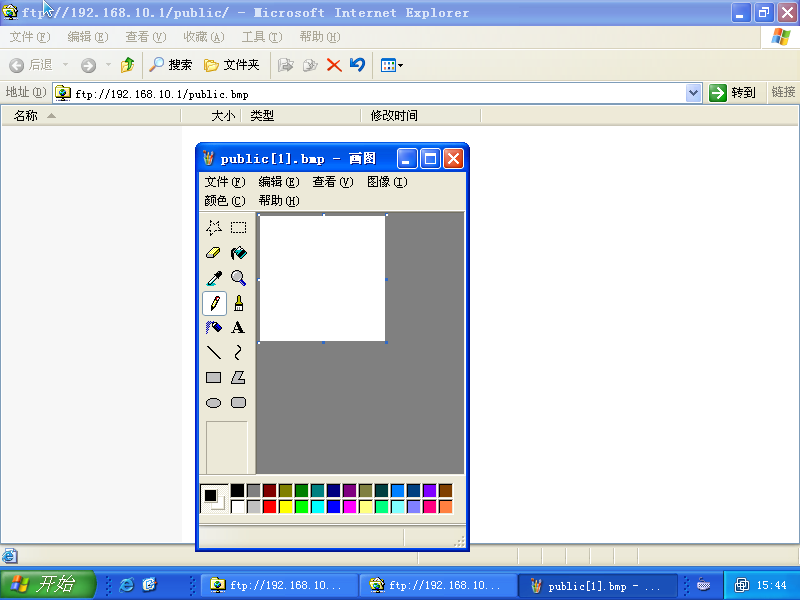 ftp://192.168.10.1/public/ - Microsoft Internet Explorer
文件(F) 编辑(E) 查看(V) 收藏(A) 工具(T) 帮助(H)
后退 搜索 文件夹
地址(D) ftp://192.168.10.1/public.bmp 转到 链接
名称 大小 类型 修改时间
public[1].bmp - 画图
文件(F) 编辑(E) 查看(V) 图像(I)
颜色(C) 帮助(H)
A
开始 ftp://192.168.10... ftp://192.168.10... public[1].bmp - ... 15:44